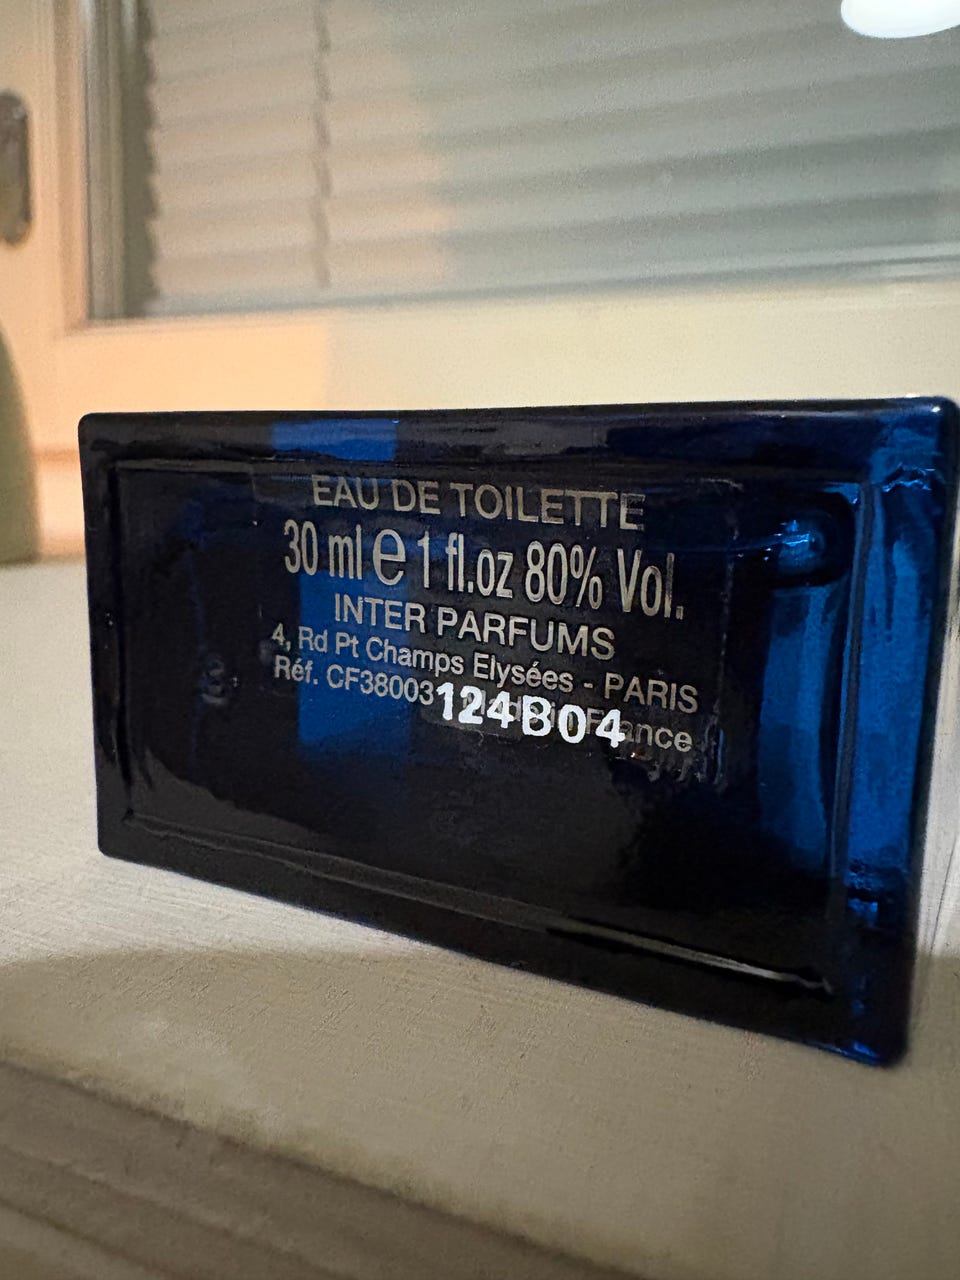 EAU DE TOILETTE
30 ml e 1 fl.oz 80% Vol.
INTER PARFUMS
4, Rd Pt Champs Elysées - PARIS
Réf. CF38003 France
124B04